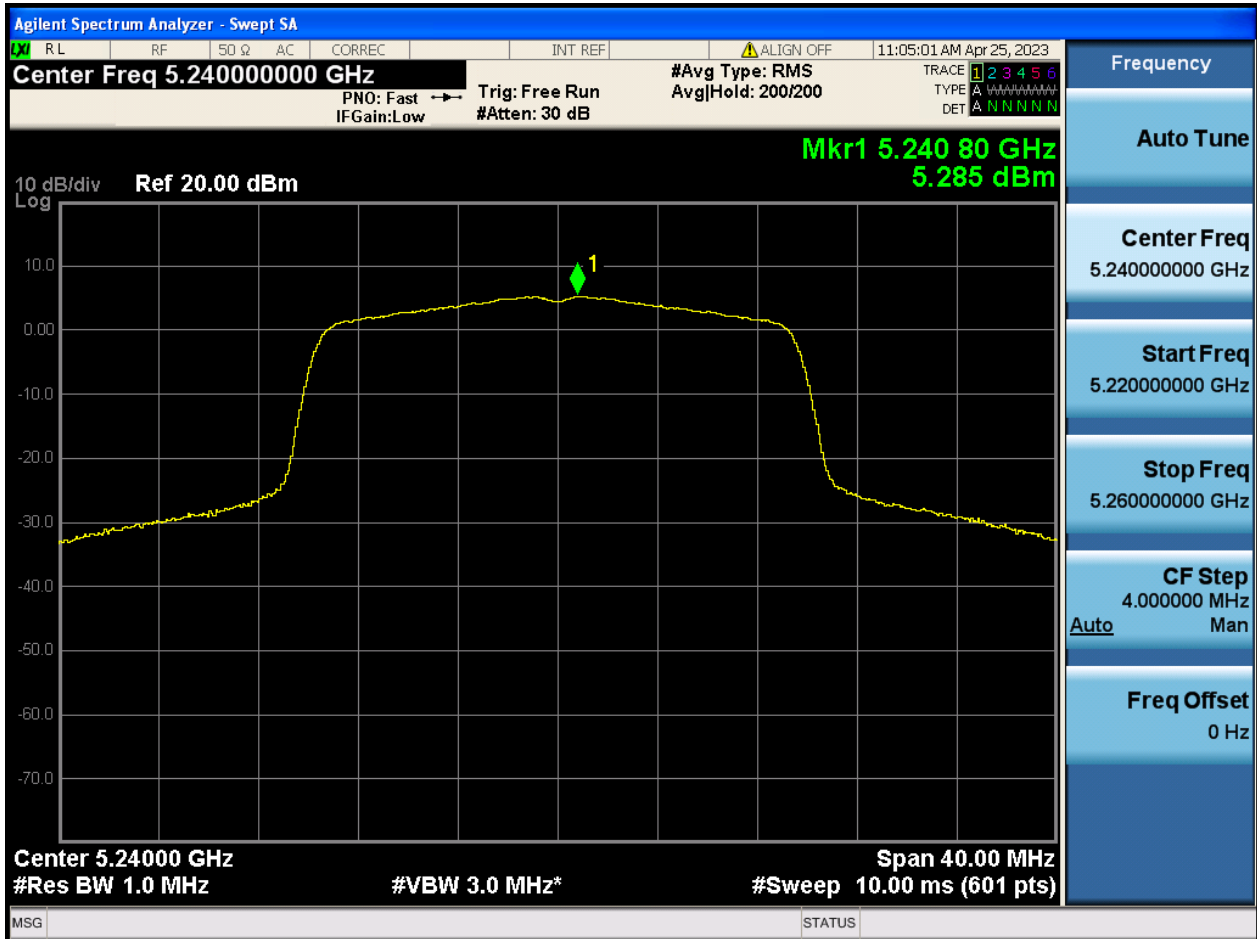 Agilent Spectrum Analyzer - Swept SA
LXI RL RF 50 Ω AC CORREC INT REF ALIGN OFF 11:05:01 AM Apr 25, 2023
Center Freq 5.240000000 GHz
PNO: Fast
IFGain:Low
Trig: Free Run
#Atten: 30 dB
#Avg Type: RMS
Avg|Hold: 200/200
TRACE 1 2 3 4 5 6
TYPE A WWWWW
DET A N N N N N
Mkr1 5.240 80 GHz
5.285 dBm
10 dB/div Ref 20.00 dBm
Log
1
10.0
0.00
-10.0
-20.0
-30.0
-40.0
-50.0
-60.0
-70.0
Center 5.24000 GHz Span 40.00 MHz
#Res BW 1.0 MHz #VBW 3.0 MHz* #Sweep 10.00 ms (601 pts)
MSG STATUS
Frequency
Auto Tune
Center Freq
5.240000000 GHz
Start Freq
5.220000000 GHz
Stop Freq
5.260000000 GHz
CF Step
4.000000 MHz
Auto Man
Freq Offset
0 Hz